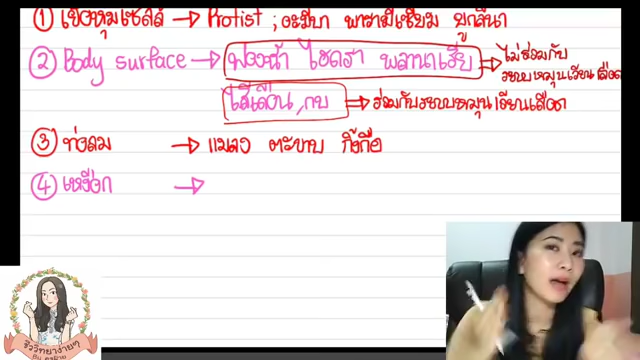 ① เยื่อหุ้มเซลล์ → Protist ; อะมีบา พารามีเซียม ยูกลีนา
② Body surface → ฟองน้ำ ไฮดรา พลานาเรีย ⇒ ไม่ร่วมกับ
ระบบหมุนเวียนเลือด
ไส้เดือน, กบ ⇒ ร่วมกับระบบหมุนเวียนเลือด
③ ท่อลม → แมลง ตะขาบ กิ้งกือ
④ เหงือก →
ชีววิทยาง่ายๆ